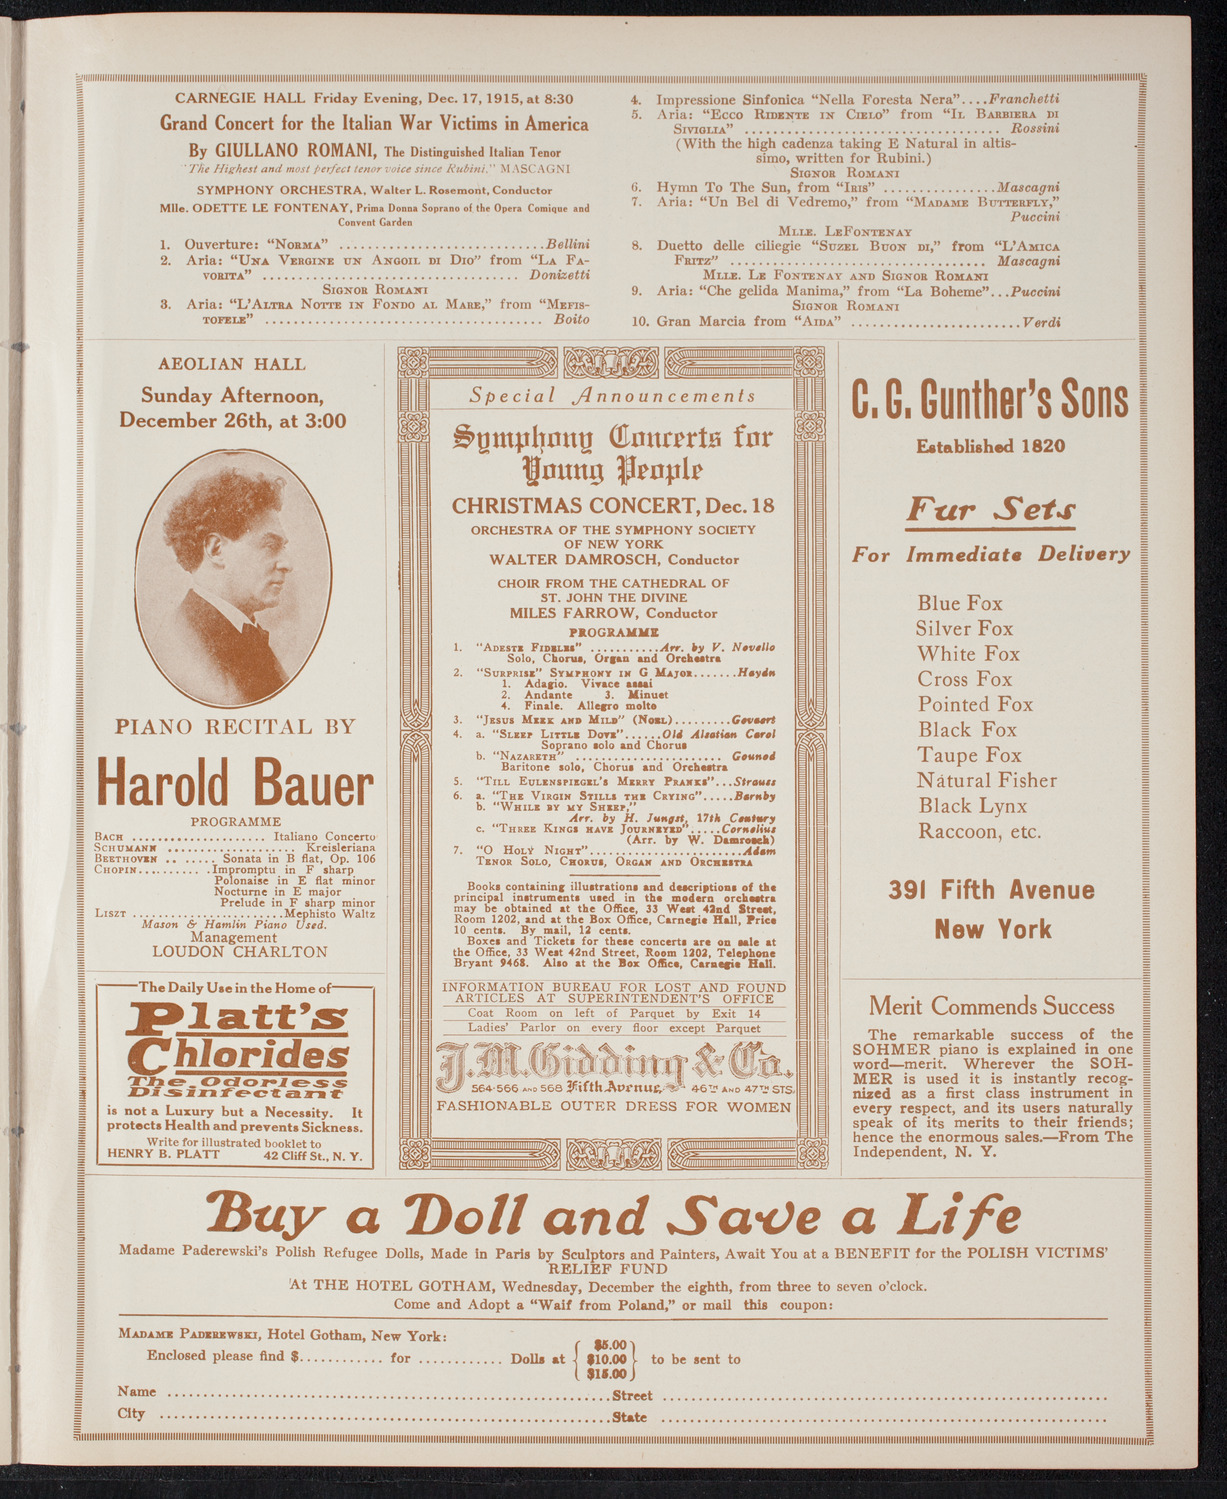 CARNEGIE HALL Friday Evening, Dec. 17, 1915, at 8:30
Grand Concert for the Italian War Victims in America
By GIULLANO ROMANI, The Distinguished Italian Tenor
"The Highest and most perfect tenor voice since Rubini." MASCAGNI
SYMPHONY ORCHESTRA, Walter L. Rosemont, Conductor
Mlle. ODETTE LE FONTENAY, Prima Donna Soprano of the Opera Comique and
Convent Garden
1. Ouverture: "NORMA" ................................Bellini
2. Aria: "UNA VERGINE UN ANGOIL DI DIO" from "LA FA-
VORITA" ........................................ Donizetti
SIGNOR ROMANI
3. Aria: "L'ALTRA NOTTE IN FONDO AL MARE," from "MEFIS-
TOFELE" ........................................... Boito
4. Impressione Sinfonica "Nella Foresta Nera"....Franchetti
5. Aria: "ECCO RIDENTE IN CIELO" from "IL BARBIERA DI
SIVIGLIA" ........................................ Rossini
(With the high cadenza taking E Natural in altis-
simo, written for Rubini.)
SIGNOR ROMANI
6. Hymn To The Sun, from "IRIS" .................Mascagni
7. Aria: "Un Bel di Vedremo," from "MADAME BUTTERFLY,"
Puccini
MLLE. LEFONTENAY
8. Duetto delle ciliegie "SUZEL BUON DI," from "L'AMICA
FRITZ" .......................................... Mascagni
MLLE. LE FONTENAY AND SIGNOR ROMANI
9. Aria: "Che gelida Manima," from "La Boheme"...Puccini
SIGNOR ROMANI
10. Gran Marcia from "AIDA" ..........................Verdi
AEOLIAN HALL
Sunday Afternoon,
December 26th, at 3:00
PIANO RECITAL BY
Harold Bauer
PROGRAMME
BACH ..................... Italiano Concerto
SCHUMANN .................... Kreisleriana
BEETHOVEN .. ..... Sonata in B flat, Op. 106
CHOPIN.......... .Impromptu in F sharp
Polonaise in E flat minor
Nocturne in E major
Prelude in F sharp minor
LISZT ........................Mephisto Waltz
Mason & Hamlin Piano Used.
Management
LOUDON CHARLTON
The Daily Use in the Home of
Platt's
Chlorides
The Odorless
Disinfectant
is not a Luxury but a Necessity. It
protects Health and prevents Sickness.
Write for illustrated booklet to
HENRY B. PLATT 42 Cliff St., N. Y.
Special Announcements
Symphony Concerts for
Young People
CHRISTMAS CONCERT, Dec. 18
ORCHESTRA OF THE SYMPHONY SOCIETY
OF NEW YORK
WALTER DAMROSCH, Conductor
CHOIR FROM THE CATHEDRAL OF
ST. JOHN THE DIVINE
MILES FARROW, Conductor
PROGRAMME
1. "ADESTE FIDELES" ...........Arr. by V. Novello
Solo, Chorus, Organ and Orchestra
2. "SURPRISE" SYMPHONY IN G MAJOR.......Haydn
1. Adagio. Vivace assai
2. Andante 3. Minuet
4. Finale. Allegro molto
3. "JESUS MEEK AND MILD" (NOEL).........Gevaert
4. a. "SLEEP LITTLE DOVE"......Old Alsatian Carol
Soprano solo and Chorus
b. "NAZARETH" ....................... Gounod
Baritone solo, Chorus and Orchestra
5. "TILL EULENSPIEGEL'S MERRY PRANKS"...Strauss
6. a. "THE VIRGIN STILLS THE CRYING".....Barnby
b. "WHILE BY MY SHEEP,"
Arr. by H. Jungst, 17th Century
c. "THREE KINGS HAVE JOURNEYED".....Cornelius
(Arr. by W. Damrosch)
7. "O HOLY NIGHT".........................Adam
TENOR SOLO, CHORUS, ORGAN AND ORCHESTRA
Books containing illustrations and descriptions of the
principal instruments used in the modern orchestra
may be obtained at the Office, 33 West 42nd Street,
Room 1202, and at the Box Office, Carnegie Hall, Price
10 cents. By mail, 12 cents.
Boxes and Tickets for these concerts are on sale at
the Office, 33 West 42nd Street, Room 1202, Telephone
Bryant 9468. Also at the Box Office, Carnegie Hall.
INFORMATION BUREAU FOR LOST AND FOUND
ARTICLES AT SUPERINTENDENT'S OFFICE
Coat Room on left of Parquet by Exit 14
Ladies' Parlor on every floor except Parquet
J. M. Gidding & Co.
564-566 AND 568 Fifth Avenue, 46TH AND 47TH STS.
FASHIONABLE OUTER DRESS FOR WOMEN
C. G. Gunther's Sons
Established 1820
Fur Sets
For Immediate Delivery
Blue Fox
Silver Fox
White Fox
Cross Fox
Pointed Fox
Black Fox
Taupe Fox
Natural Fisher
Black Lynx
Raccoon, etc.
391 Fifth Avenue
New York
Merit Commends Success
The remarkable success of the
SOHMER piano is explained in one
word—merit. Wherever the SOH-
MER is used it is instantly recog-
nized as a first class instrument in
every respect, and its users naturally
speak of its merits to their friends;
hence the enormous sales.—From The
Independent, N. Y.
Buy a Doll and Save a Life
Madame Paderewski's Polish Refugee Dolls, Made in Paris by Sculptors and Painters, Await You at a BENEFIT for the POLISH VICTIMS'
RELIEF FUND
At THE HOTEL GOTHAM, Wednesday, December the eighth, from three to seven o'clock.
Come and Adopt a "Waif from Poland," or mail this coupon:
MADAME PADEREWSKI, Hotel Gotham, New York:
Enclosed please find $............ for ............ Dolls at { $5.00 $10.00 $15.00 } to be sent to
Name ................................................Street ................................................
City ................................................State ................................................